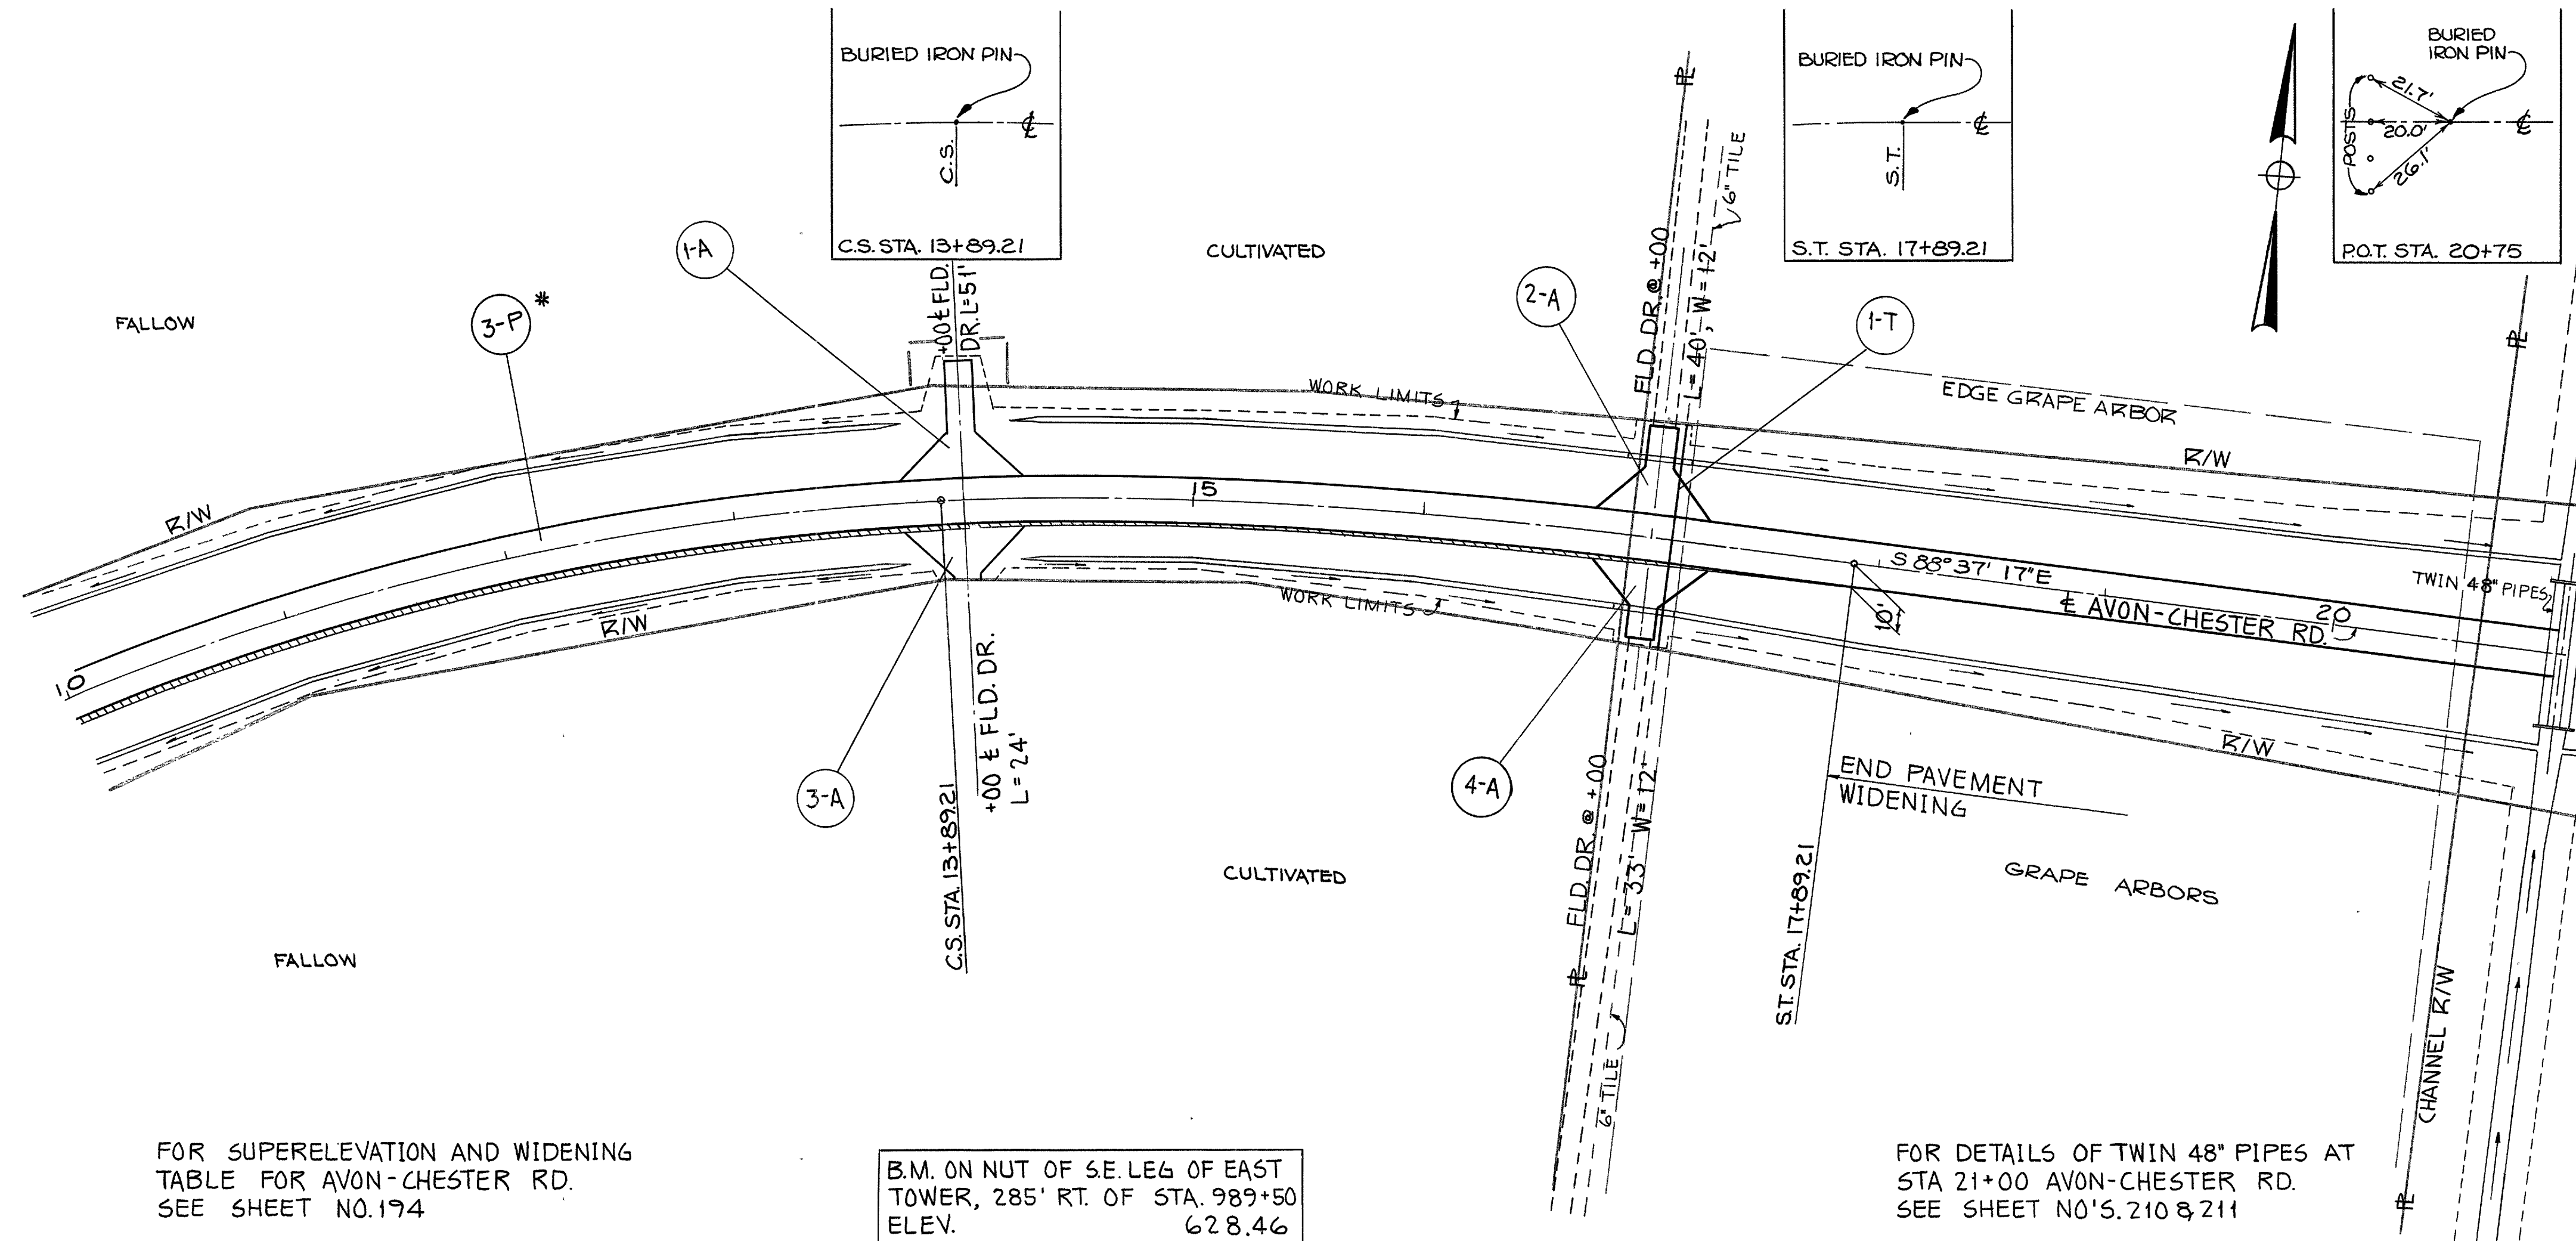 BURIED IRON PIN
℄
C.S.
C.S. STA. 13+89.21
BURIED IRON PIN
℄
S.T.
S.T. STA. 17+89.21
BURIED
IRON PIN
POSTS
21.7'
20.0'
26.1'
℄
P.O.T. STA. 20+75
FALLOW
3-P *
1-A
+00 ℄ FLD.
DR. L=51'
CULTIVATED
2-A
℄
FLD. DR. @ +00
L=40', W=12'
6" TILE
1-T
EDGE GRAPE ARBOR
℄
R/W
WORK LIMITS
R/W
15
10
R/W
WORK LIMITS
S 88° 37' 17" E
℄ AVON-CHESTER RD.
20
TWIN 48" PIPES
10'
R/W
3-A
C.S. STA. 13+89.21
+00 ℄ FLD. DR.
L=24'
4-A
FLD. DR. @ +00
L=33' W=12'
℄
6" TILE
END PAVEMENT
WIDENING
S.T. STA. 17+89.21
CULTIVATED
GRAPE ARBORS
FALLOW
CHANNEL R/W
℄
FOR SUPERELEVATION AND WIDENING
TABLE FOR AVON-CHESTER RD.
SEE SHEET NO. 194
B.M. ON NUT OF S.E. LEG OF EAST
TOWER, 285' RT. OF STA. 989+50
ELEV. 628.46
FOR DETAILS OF TWIN 48" PIPES AT
STA 21+00 AVON-CHESTER RD.
SEE SHEET NO'S. 210 & 211